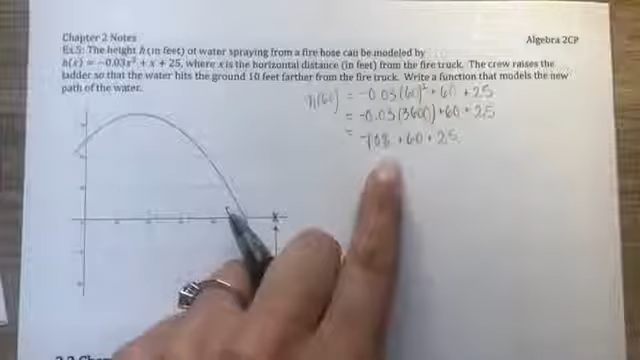 Chapter 2 Notes
Algebra 2CP
Ex 5: The height h (in feet) of water spraying from a fire hose can be modeled by
h(x) = −0.03x² + x + 25, where x is the horizontal distance (in feet) from the fire truck. The crew raises the
ladder so that the water hits the ground 10 feet farther from the fire truck. Write a function that models the new
path of the water.
h(60) = -0.03(60)² + 60 + 25
= -0.03(3600) + 60 + 25
= -108 + 60 + 25